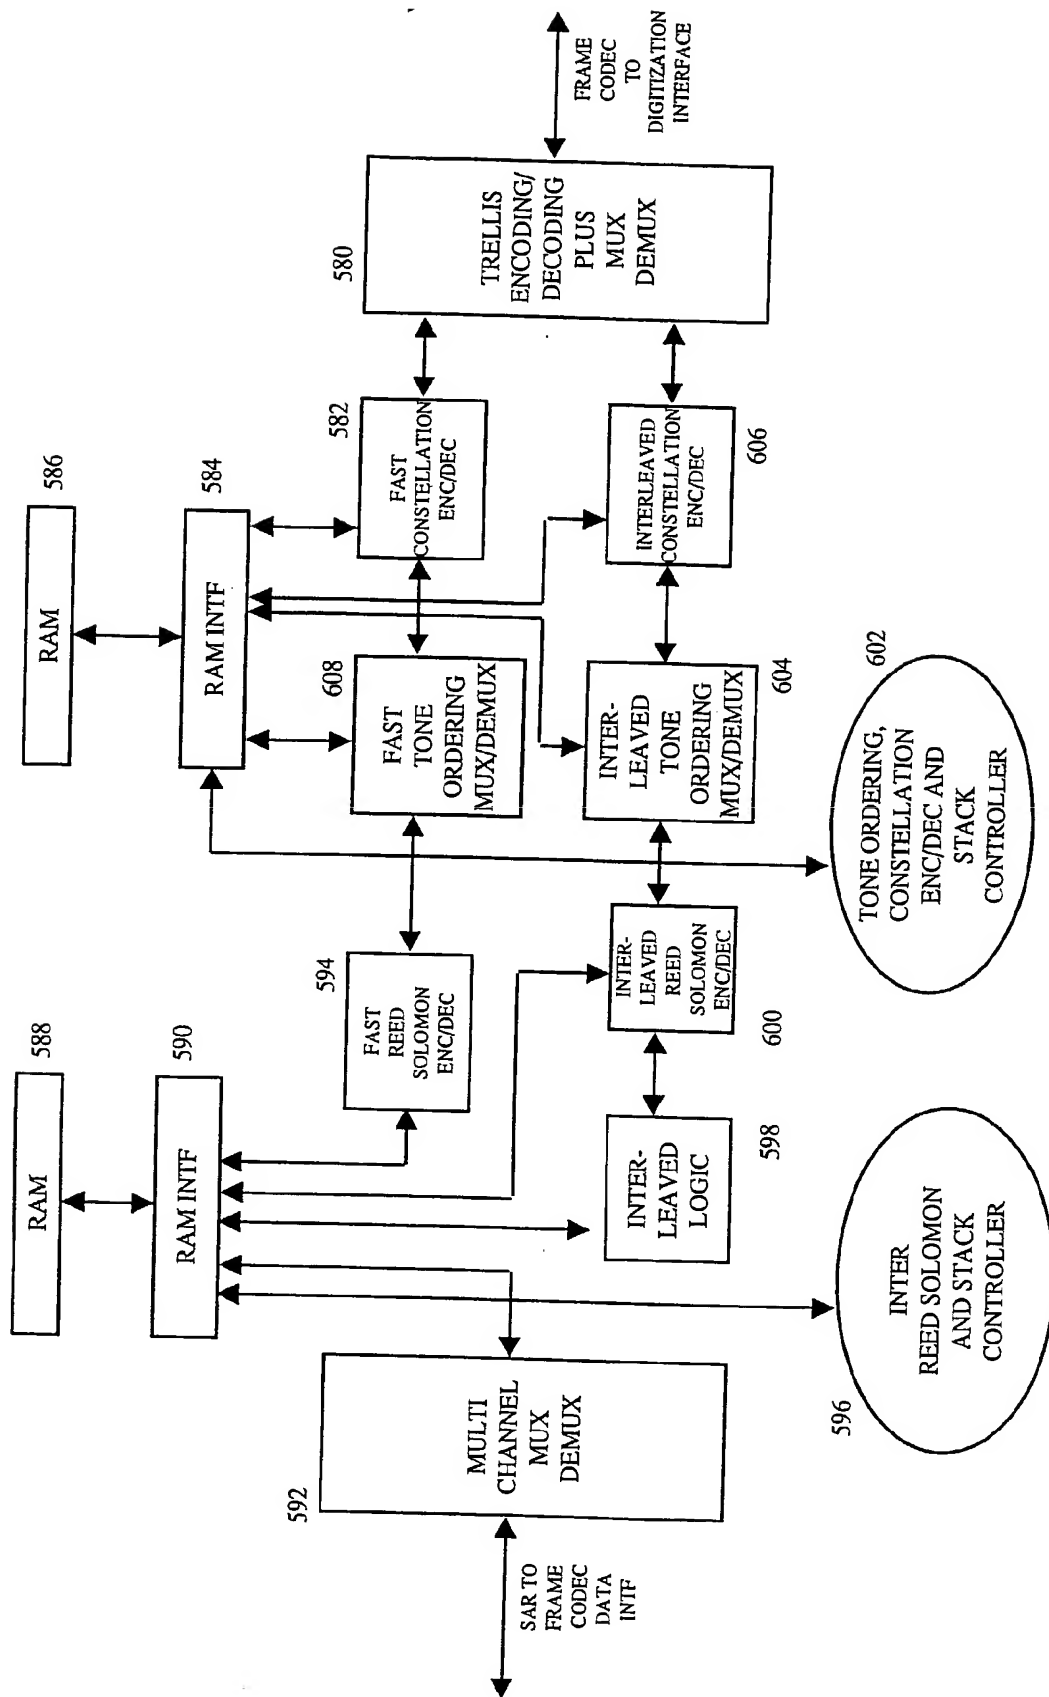 588
RAM
586
RAM
590
RAM INTF
584
RAM INTF
594
FAST
REED
SOLOMON
ENC/DEC
608
FAST
TONE
ORDERING
MUX/DEMUX
582
FAST
CONSTELLATION
ENC/DEC
580
TRELLIS
ENCODING/
DECODING
PLUS
MUX
DEMUX
FRAME
CODEC
TO
DIGITIZATION
INTERFACE
592
MULTI
CHANNEL
MUX
DEMUX
SAR TO
FRAME
CODEC
DATA
INTF
INTER-
LEAVED
LOGIC
598
INTER-
LEAVED
REED
SOLOMON
ENC/DEC
600
INTER-
LEAVED
TONE
ORDERING
MUX/DEMUX
604
INTERLEAVED
CONSTELLATION
ENC/DEC
606
596
INTER
REED SOLOMON
AND STACK
CONTROLLER
602
TONE ORDERING,
CONSTELLATION
ENC/DEC AND
STACK
CONTROLLER